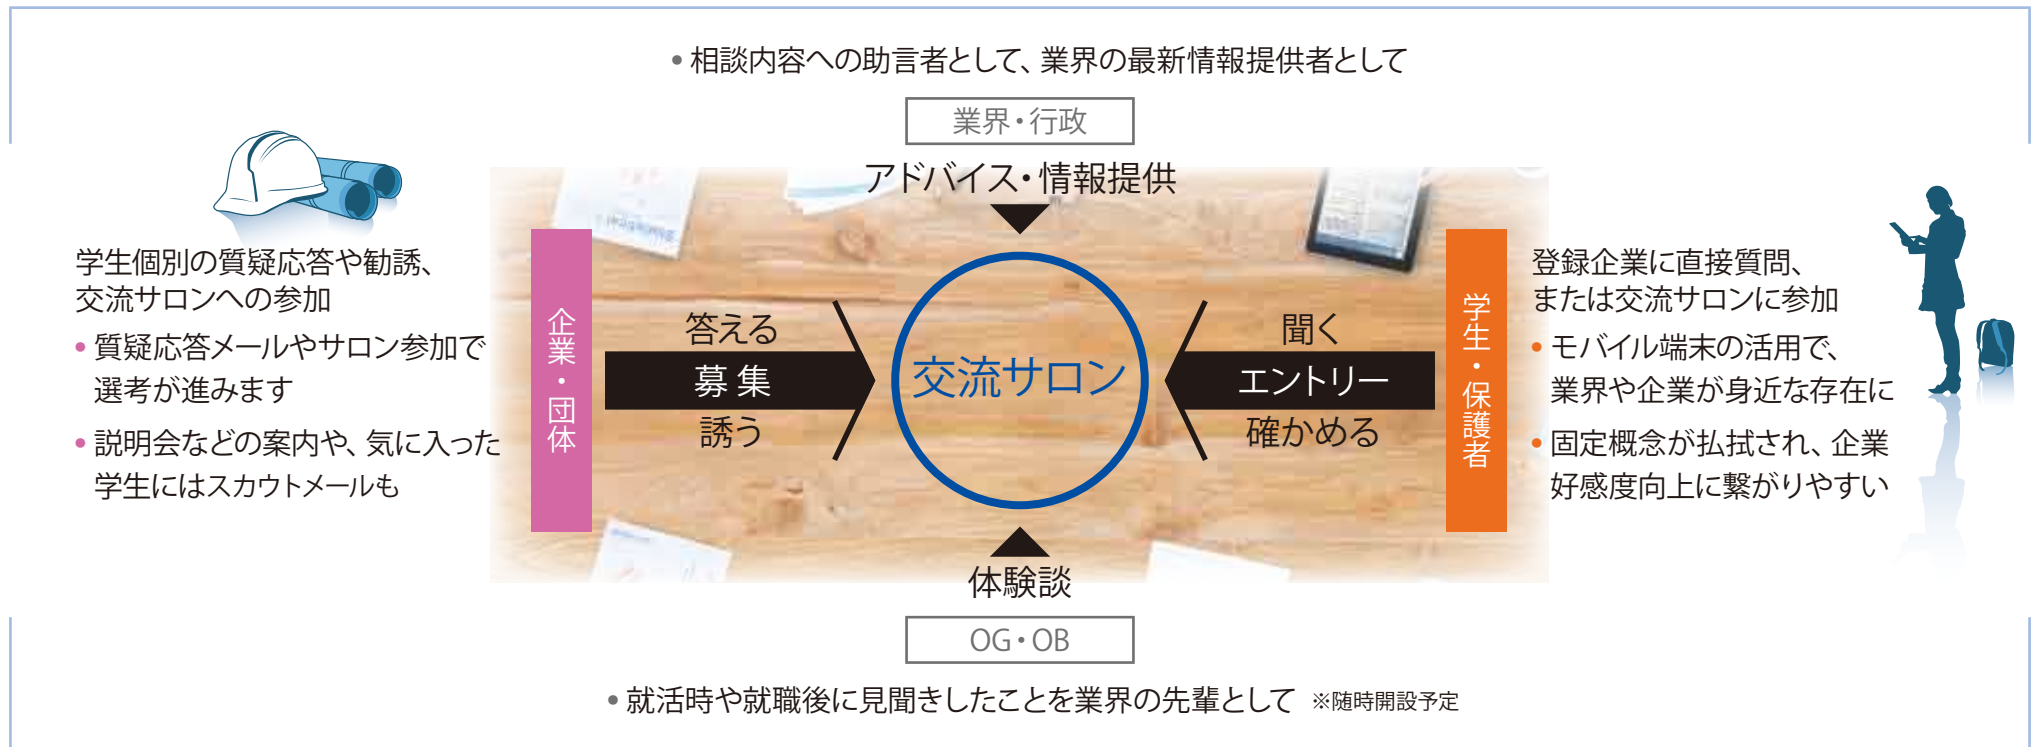 •相談内容への助言者として、業界の最新情報提供者として
業界・行政
アドバイス・情報提供
学生個別の質疑応答や勧誘、
交流サロンへの参加
•質疑応答メールやサロン参加で
選考が進みます
•説明会などの案内や、気に入った
学生にはスカウトメールも
企業・団体
答える
募集
誘う
交流サロン
聞く
エントリー
確かめる
学生・保護者
登録企業に直接質問、
または交流サロンに参加
•モバイル端末の活用で、
業界や企業が身近な存在に
•固定概念が払拭され、企業
好感度向上に繋がりやすい
体験談
OG・OB
•就活時や就職後に見聞きしたことを業界の先輩として ※随時開設予定